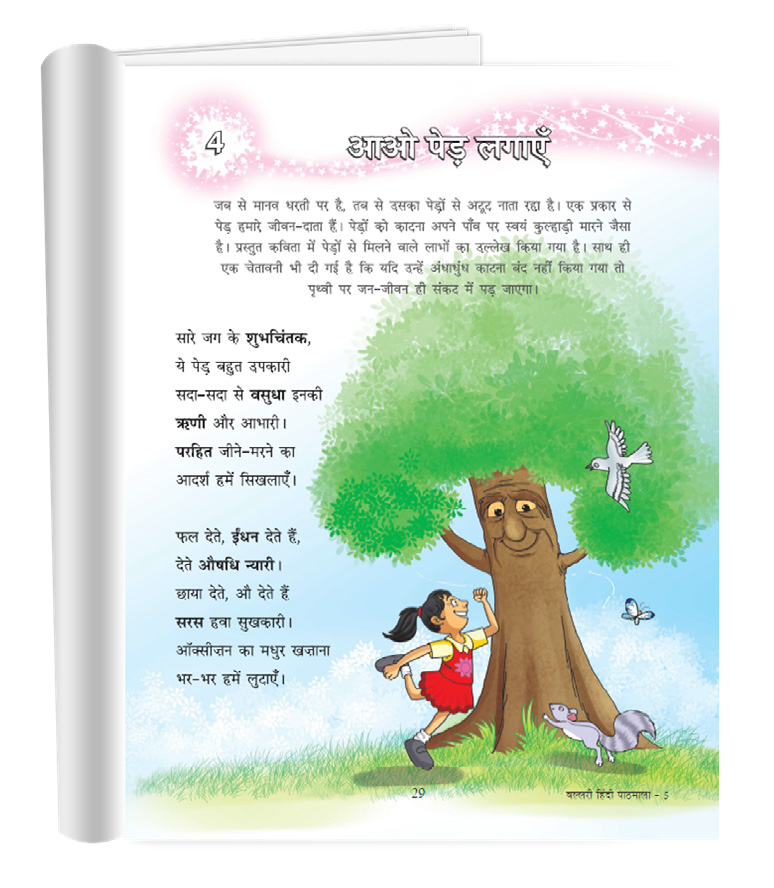 4
आओ पेड़ लगाएँ
जब से मानव धरती पर है, तब से उसका पेड़ों से अटूट नाता रहा है। एक प्रकार से
पेड़ हमारे जीवन-दाता हैं। पेड़ों को काटना अपने पाँव पर स्वयं कुल्हाड़ी मारने जैसा
है। प्रस्तुत कविता में पेड़ों से मिलने वाले लाभों का उल्लेख किया गया है। साथ ही
एक चेतावनी भी दी गई है कि यदि उन्हें अंधाधुंध काटना बंद नहीं किया गया तो
पृथ्वी पर जन-जीवन ही संकट में पड़ जाएगा।
सारे जग के शुभचिंतक,
ये पेड़ बहुत उपकारी
सदा-सदा से वसुधा इनकी
ऋणी और आभारी।
परहित जीने-मरने का
आदर्श हमें सिखलाएँ।
फल देते, ईंधन देते हैं,
देते औषधि न्यारी।
छाया देते, औ देते हैं
सरस हवा सुखकारी।
ऑक्सीज़न का मधुर खज़ाना
भर-भर हमें लुटाएँ।
29
वल्लरी हिंदी पाठमाला - 5